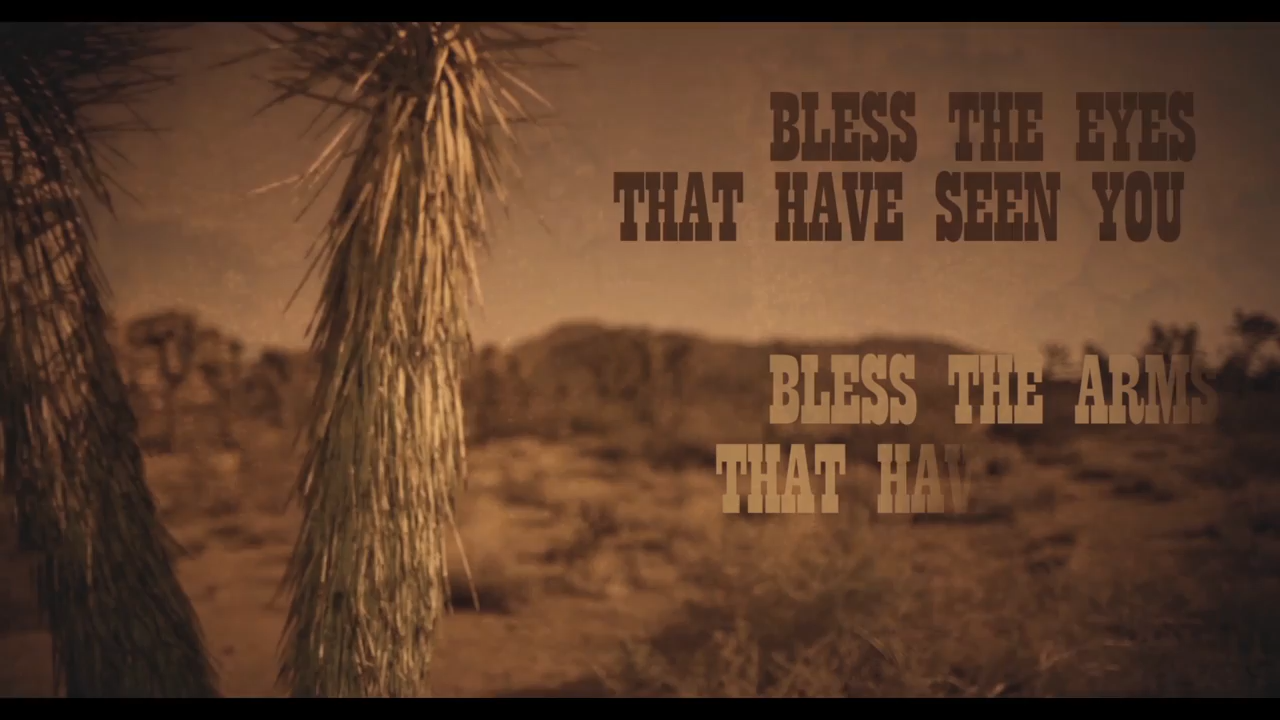 BLESS THE EYES
THAT HAVE SEEN YOU
BLESS THE ARMS
THAT HAV